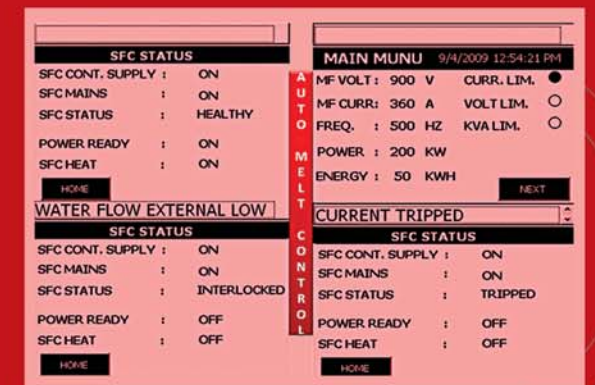 SFC STATUS
SFC CONT. SUPPLY : ON
SFC MAINS : ON
SFC STATUS : HEALTHY
POWER READY : ON
SFC HEAT : ON
HOME
MAIN MUNU 9/4/2009 12:54:21 PM
MF VOLT : 900 V CURR. LIM.
MF CURR: 360 A VOLT LIM.
FREQ. : 500 HZ KVA LIM.
POWER : 200 KW
ENERGY : 50 KWH
NEXT
AUTO MELT CONTROL
WATER FLOW EXTERNAL LOW
SFC STATUS
SFC CONT. SUPPLY : ON
SFC MAINS : ON
SFC STATUS : INTERLOCKED
POWER READY : OFF
SFC HEAT : OFF
HOME
CURRENT TRIPPED
SFC STATUS
SFC CONT. SUPPLY : ON
SFC MAINS : ON
SFC STATUS : TRIPPED
POWER READY : OFF
SFC HEAT : OFF
HOME